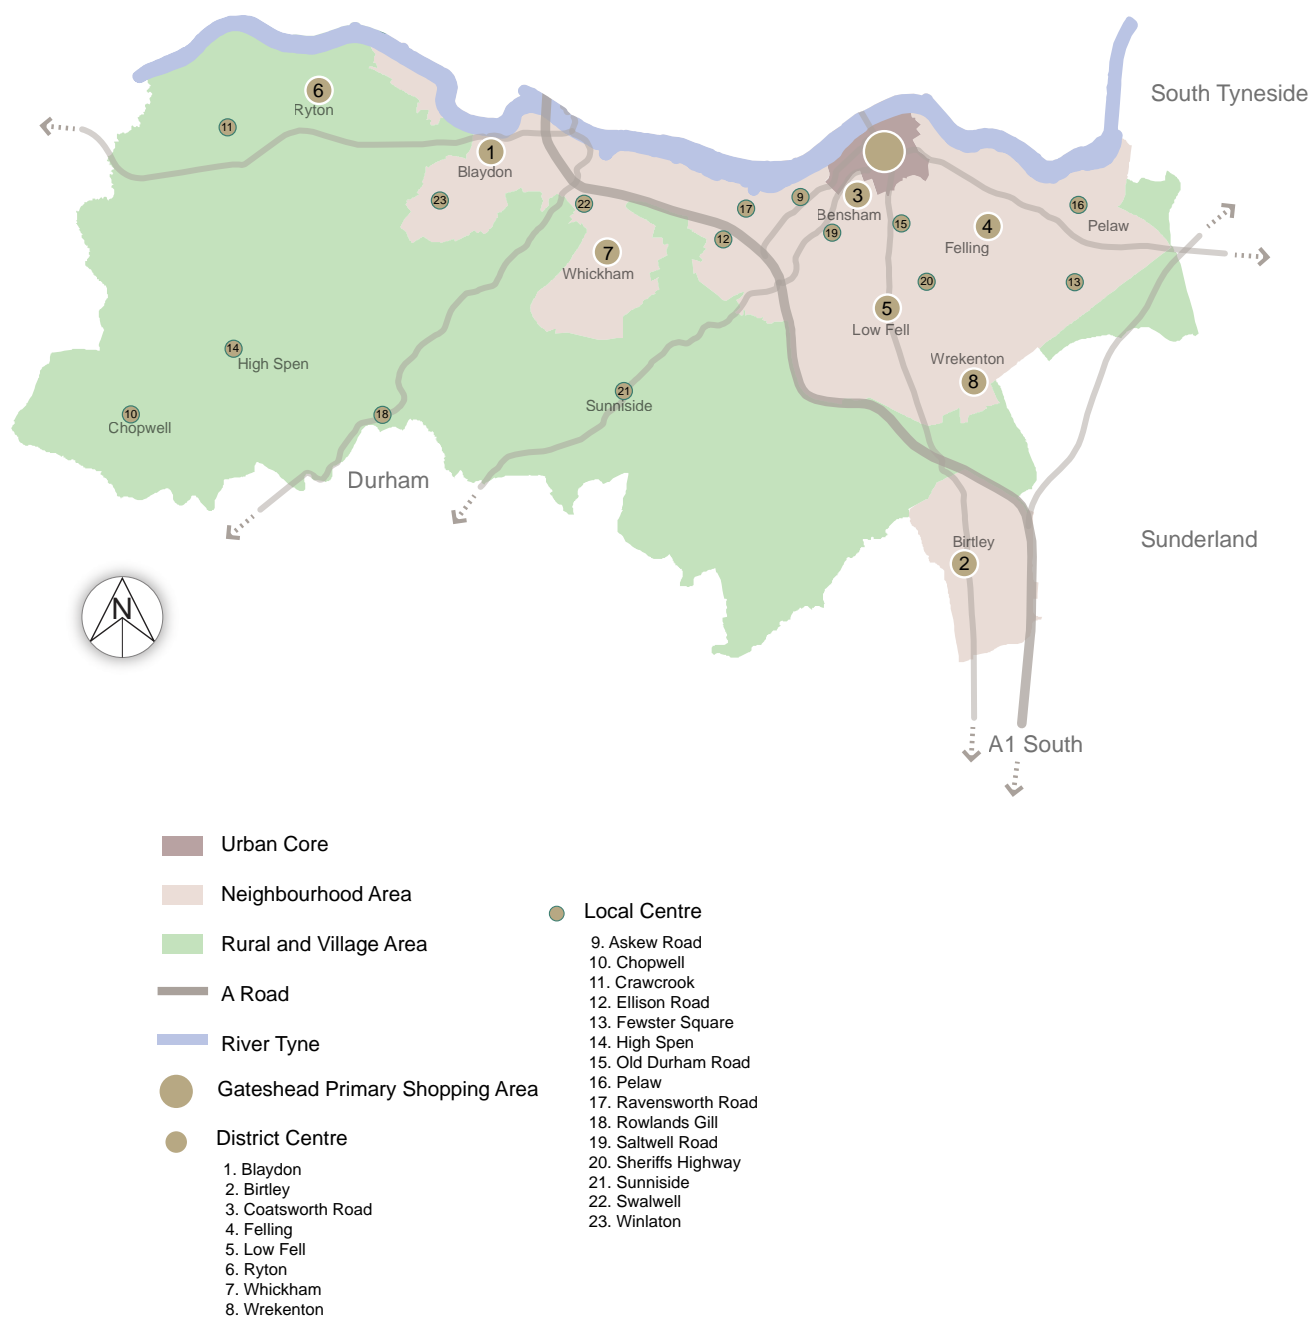 South Tyneside
6
Ryton
11
1
Blaydon
23
22
17
9
3
Bensham
19
15
16
Pelaw
4
Felling
12
7
Whickham
20
13
5
Low Fell
14
High Spen
Wrekenton
8
21
Sunniside
10
Chopwell
18
Durham
Birtley
2
Sunderland
N
A1 South
Urban Core
Neighbourhood Area
Rural and Village Area
A Road
River Tyne
Gateshead Primary Shopping Area
District Centre
1. Blaydon
2. Birtley
3. Coatsworth Road
4. Felling
5. Low Fell
6. Ryton
7. Whickham
8. Wrekenton
Local Centre
9. Askew Road
10. Chopwell
11. Crawcrook
12. Ellison Road
13. Fewster Square
14. High Spen
15. Old Durham Road
16. Pelaw
17. Ravensworth Road
18. Rowlands Gill
19. Saltwell Road
20. Sheriffs Highway
21. Sunniside
22. Swalwell
23. Winlaton